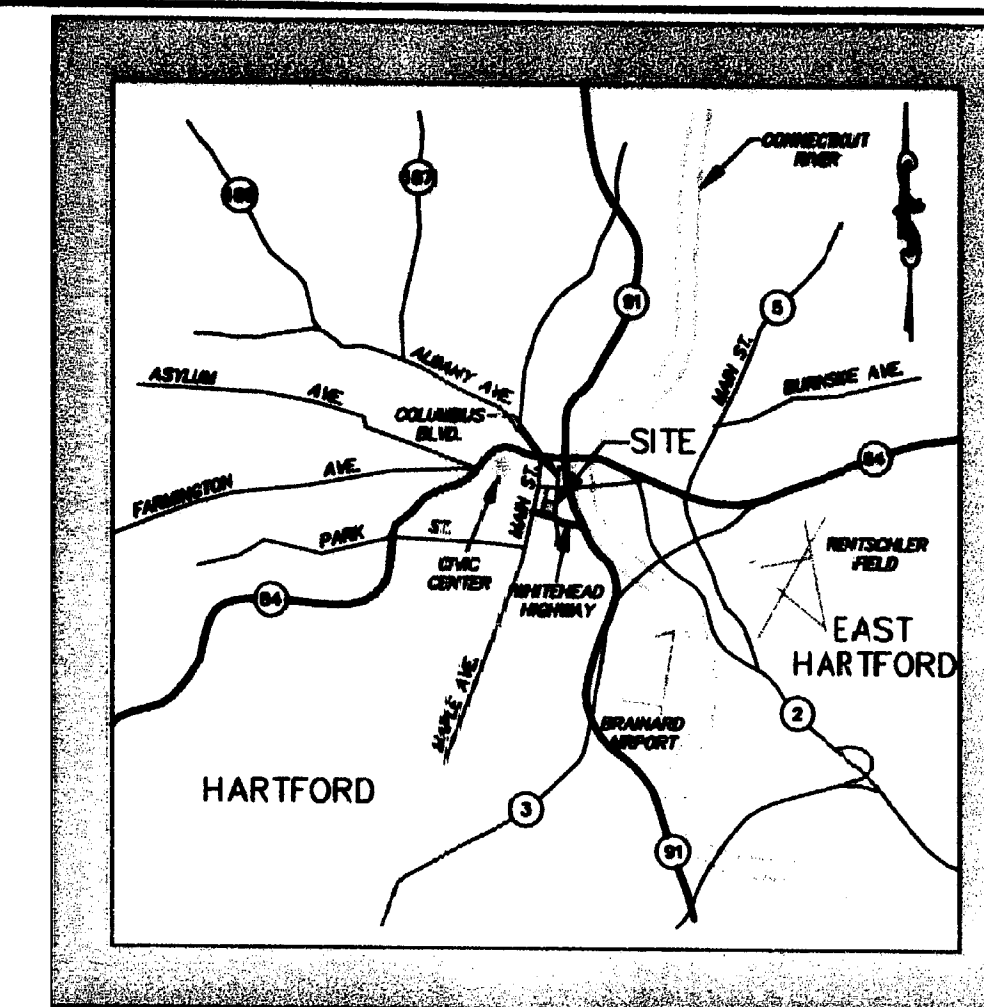 CONNECTICUT
RIVER
187
91
5
MAIN ST.
BURNSIDE AVE.
ALBANY AVE.
ASYLUM AVE.
COLUMBUS
BLVD.
SITE
84
MAIN ST.
FARMINGTON AVE.
PARK ST.
CIVIC
CENTER
WHITEHEAD
HIGHWAY
RENTSCHLER
FIELD
84
EAST
HARTFORD
MAPLE AVE.
2
BRAINARD
AIRPORT
HARTFORD
3
91